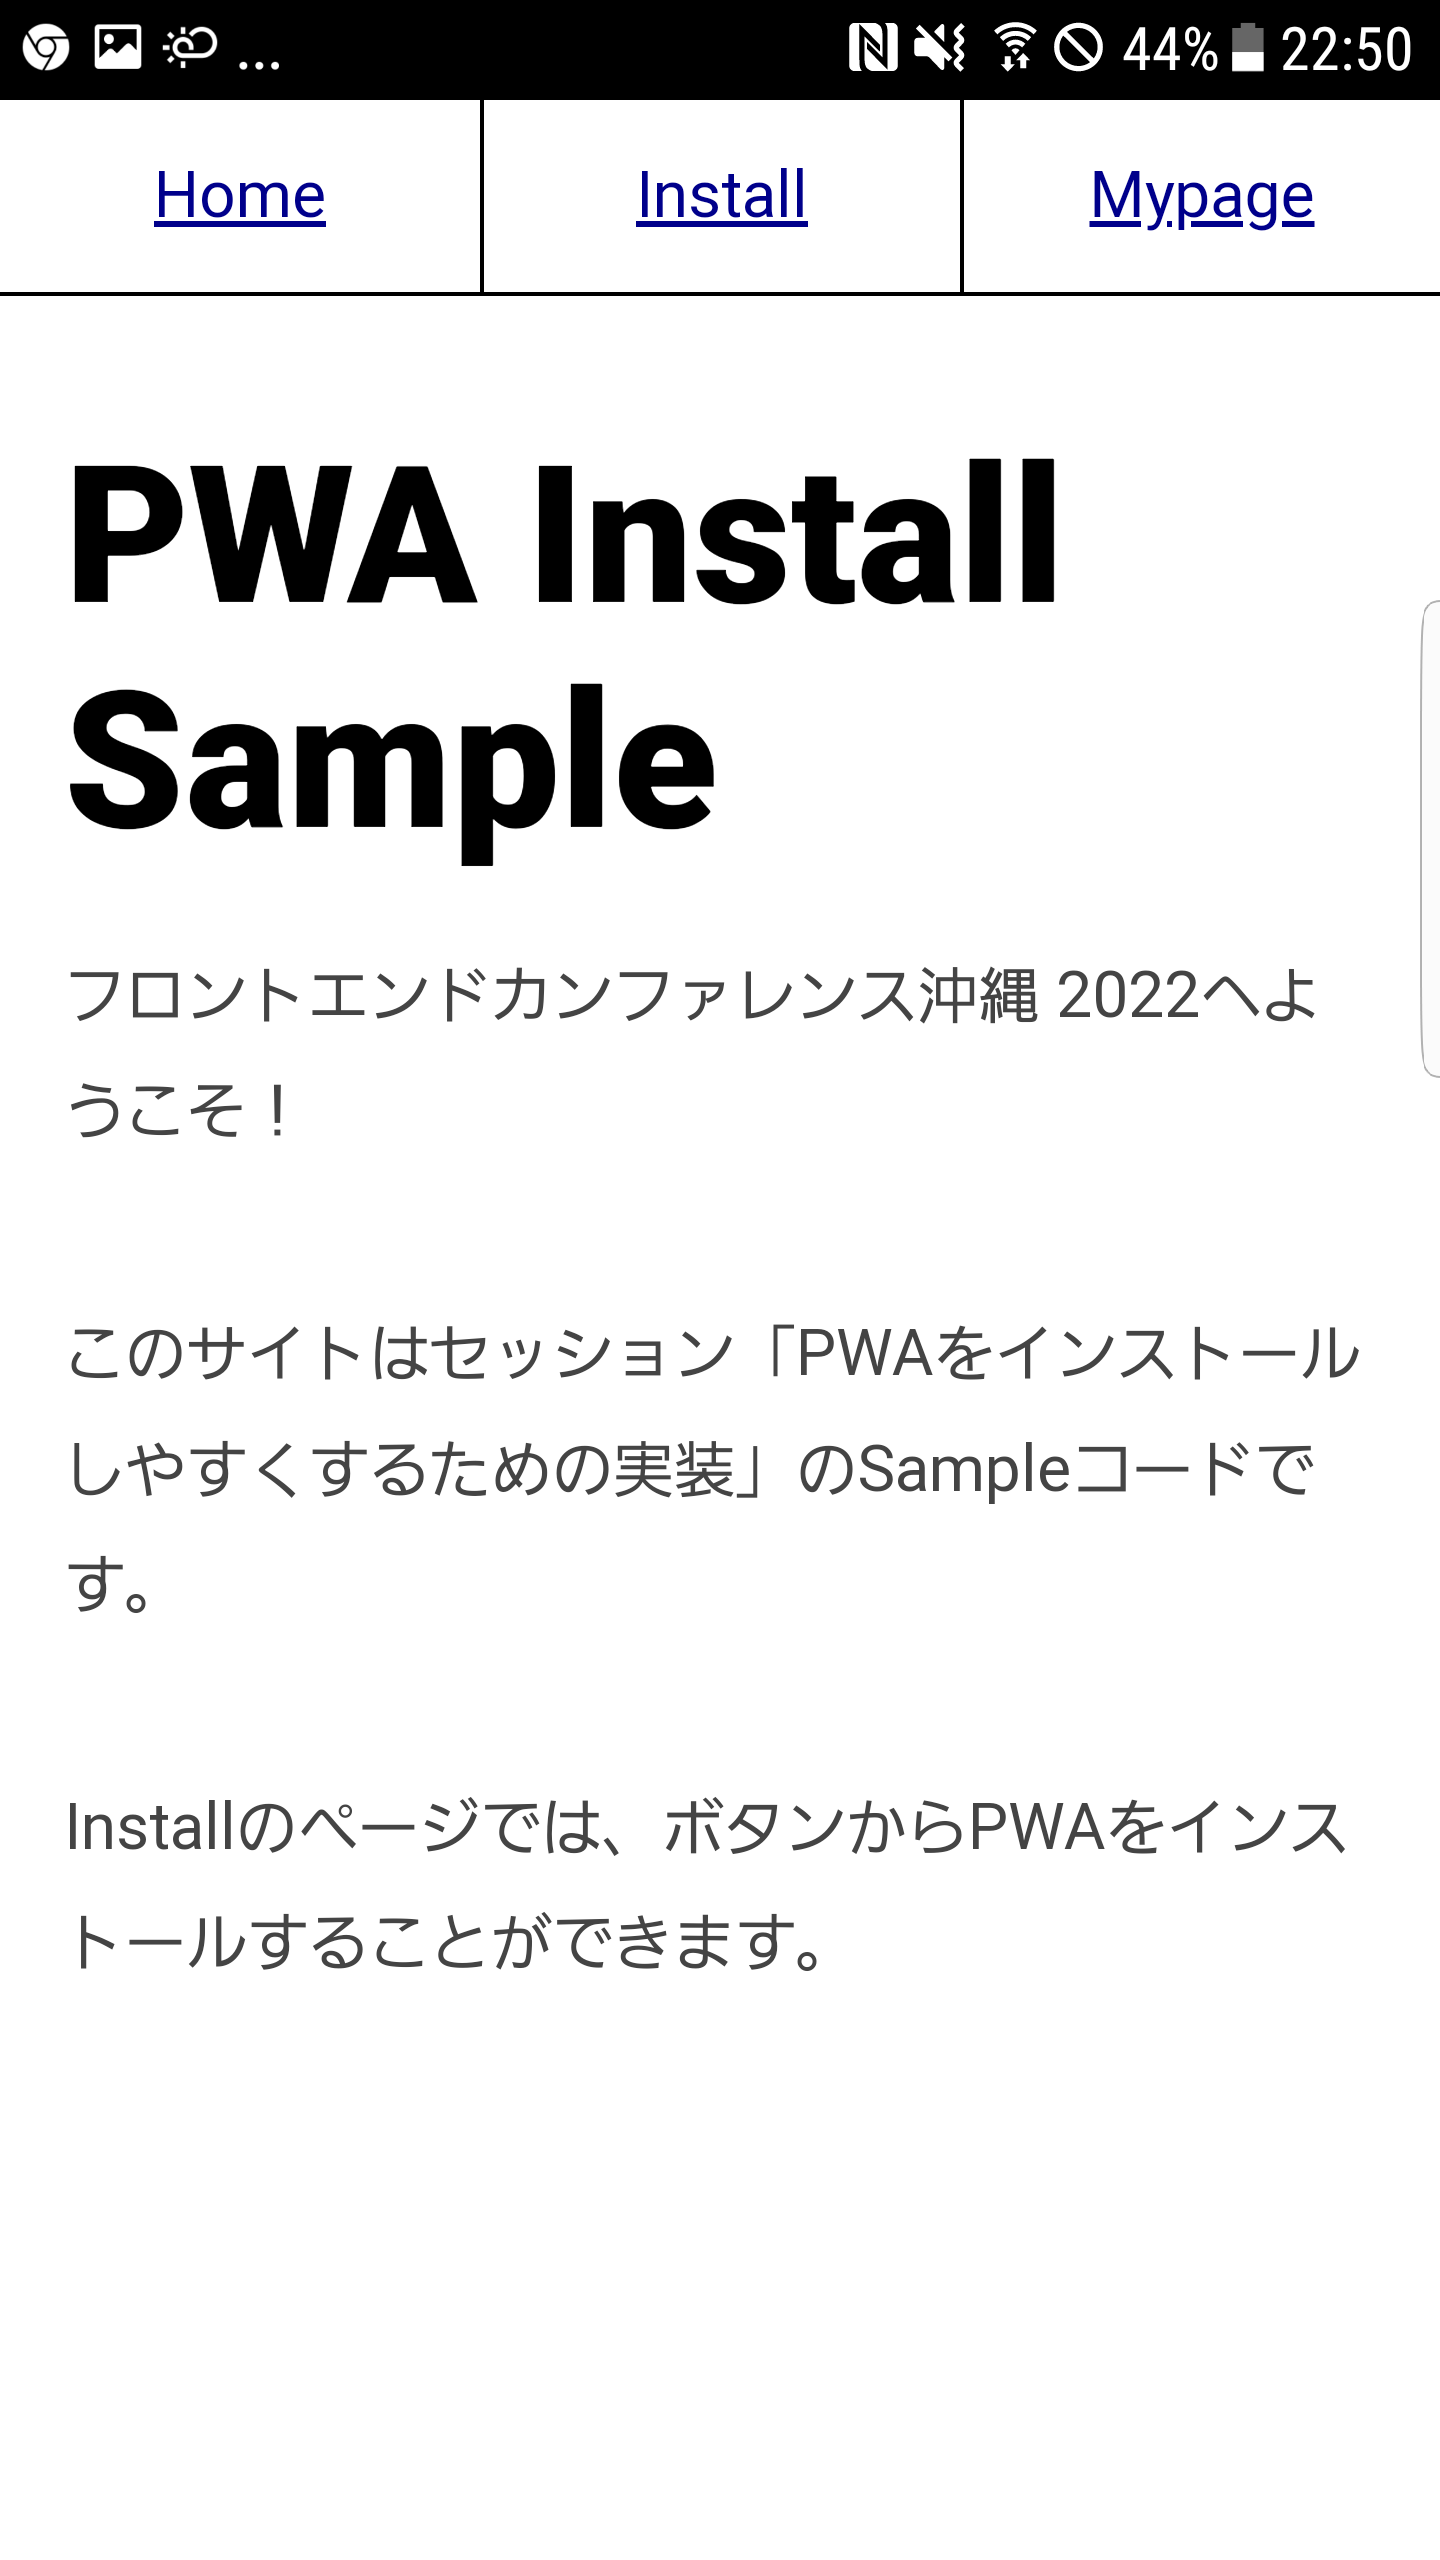 44% 22:50
Home Install Mypage
PWA Install
Sample
フロントエンドカンファレンス沖縄 2022へよ
うこそ！
このサイトはセッション「PWAをインストール
しやすくするための実装」のSampleコードで
す。
Installのページでは、ボタンからPWAをインス
トールすることができます。